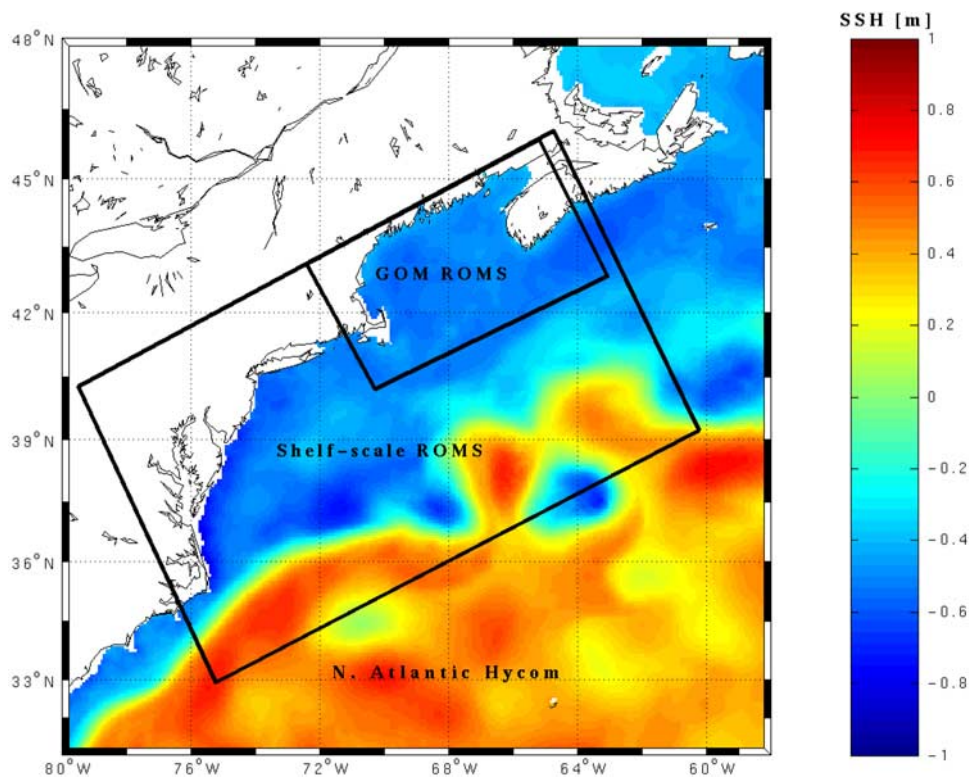 SSH [m]
48°N
45°N
42°N
39°N
36°N
33°N
80°W 76°W 72°W 68°W 64°W 60°W
GOM ROMS
Shelf-scale ROMS
N. Atlantic Hycom
1
0.8
0.6
0.4
0.2
0
-0.2
-0.4
-0.6
-0.8
-1